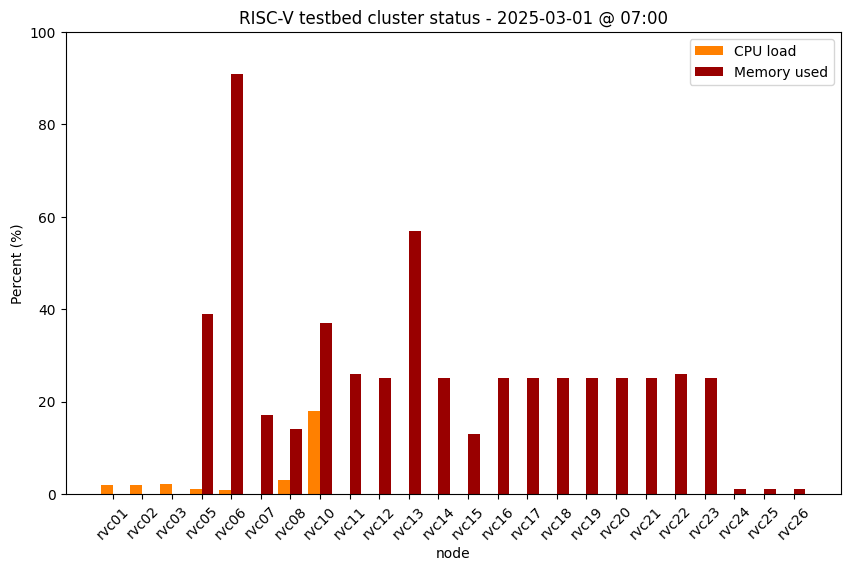 RISC-V testbed cluster status - 2025-03-01 @ 07:00
CPU load
Memory used
Percent (%)
100
80
60
40
20
0
rvc01
rvc02
rvc03
rvc05
rvc06
rvc07
rvc08
rvc10
rvc11
rvc12
rvc13
rvc14
rvc15
rvc16
rvc17
rvc18
rvc19
rvc20
rvc21
rvc22
rvc23
rvc24
rvc25
rvc26
node